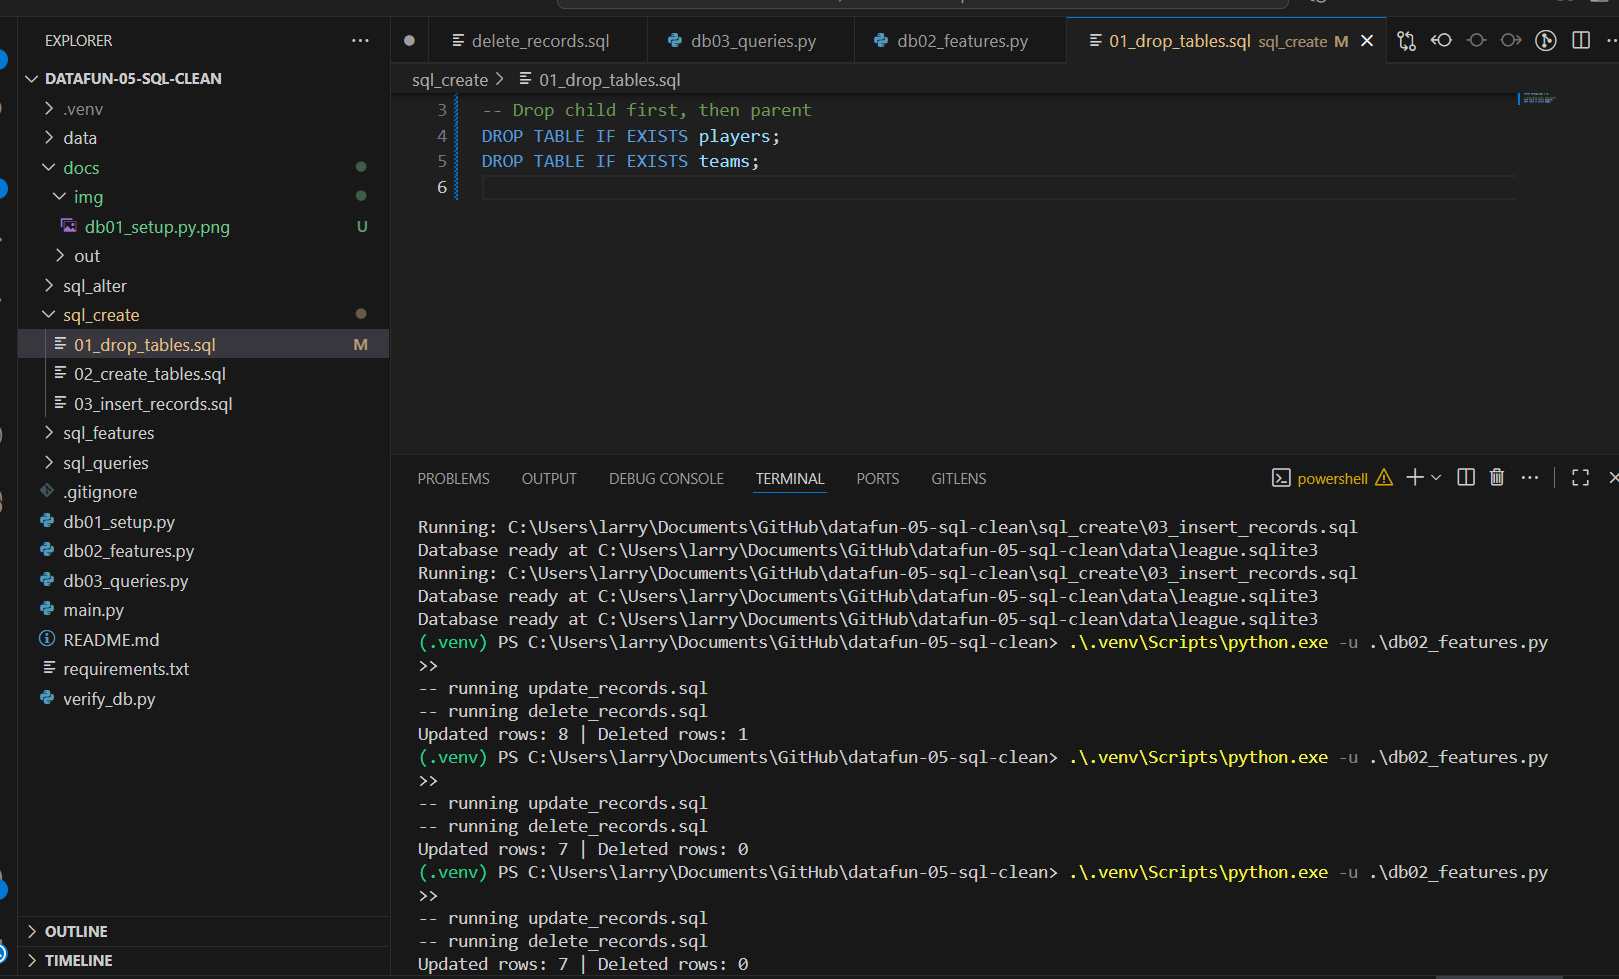 EXPLORER
DATAFUN-05-SQL-CLEAN
.venv
data
docs
img
db01_setup.py.png U
out
sql_alter
sql_create
01_drop_tables.sql M
02_create_tables.sql
03_insert_records.sql
sql_features
sql_queries
.gitignore
db01_setup.py
db02_features.py
db03_queries.py
main.py
README.md
requirements.txt
verify_db.py
OUTLINE
TIMELINE
delete_records.sql db03_queries.py db02_features.py 01_drop_tables.sql sql_create M
sql_create > 01_drop_tables.sql
3 -- Drop child first, then parent
4 DROP TABLE IF EXISTS players;
5 DROP TABLE IF EXISTS teams;
6
PROBLEMS OUTPUT DEBUG CONSOLE TERMINAL PORTS GITLENS powershell
Running: C:\Users\larry\Documents\GitHub\datafun-05-sql-clean\sql_create\03_insert_records.sql
Database ready at C:\Users\larry\Documents\GitHub\datafun-05-sql-clean\data\league.sqlite3
Running: C:\Users\larry\Documents\GitHub\datafun-05-sql-clean\sql_create\03_insert_records.sql
Database ready at C:\Users\larry\Documents\GitHub\datafun-05-sql-clean\data\league.sqlite3
Database ready at C:\Users\larry\Documents\GitHub\datafun-05-sql-clean\data\league.sqlite3
(.venv) PS C:\Users\larry\Documents\GitHub\datafun-05-sql-clean> .\.venv\Scripts\python.exe -u .\db02_features.py
>>
-- running update_records.sql
-- running delete_records.sql
Updated rows: 8 | Deleted rows: 1
(.venv) PS C:\Users\larry\Documents\GitHub\datafun-05-sql-clean> .\.venv\Scripts\python.exe -u .\db02_features.py
>>
-- running update_records.sql
-- running delete_records.sql
Updated rows: 7 | Deleted rows: 0
(.venv) PS C:\Users\larry\Documents\GitHub\datafun-05-sql-clean> .\.venv\Scripts\python.exe -u .\db02_features.py
>>
-- running update_records.sql
-- running delete_records.sql
Updated rows: 7 | Deleted rows: 0